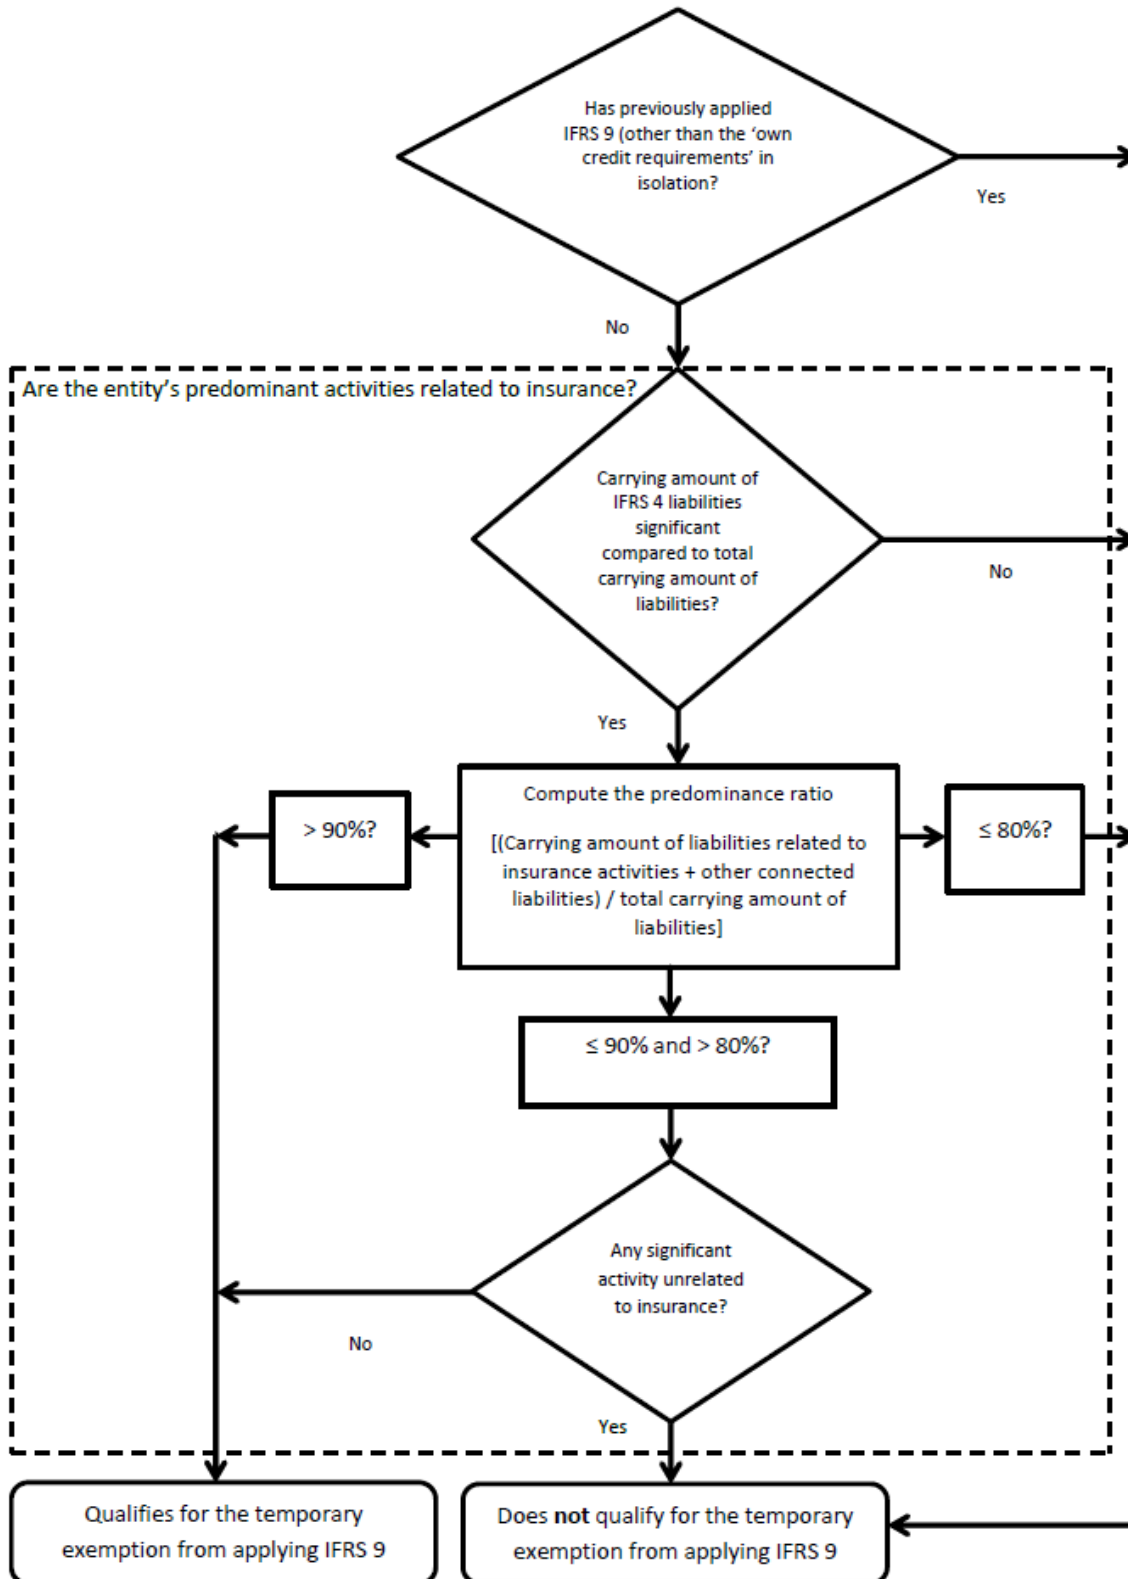 Has previously applied
IFRS 9 (other than the ‘own
credit requirements’ in
isolation?
Yes
No
Are the entity’s predominant activities related to insurance?
Carrying amount of
IFRS 4 liabilities
significant
compared to total
carrying amount of
liabilities?
No
Yes
Compute the predominance ratio
[(Carrying amount of liabilities related to
insurance activities + other connected
liabilities) / total carrying amount of
liabilities]
> 90%?
≤ 80%?
≤ 90% and > 80%?
Any significant
activity unrelated
to insurance?
No
Yes
Qualifies for the temporary
exemption from applying IFRS 9
Does not qualify for the temporary
exemption from applying IFRS 9